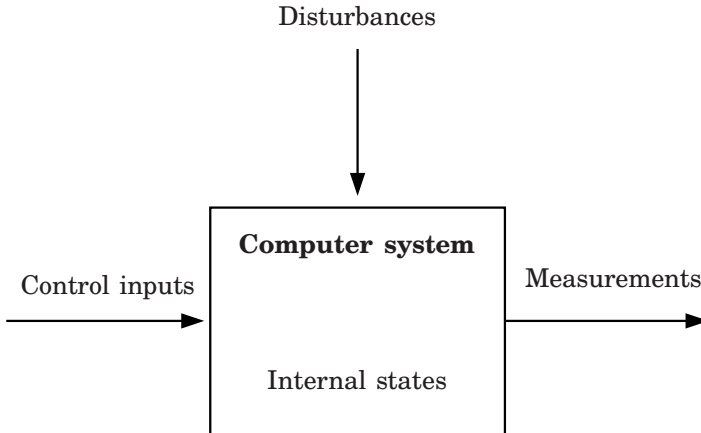 Disturbances
Computer system
Control inputs
Measurements
Internal states